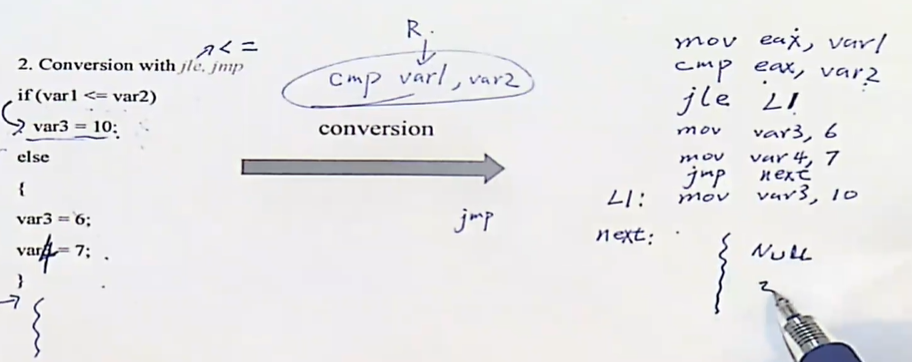 <=
2. Conversion with jle, jmp
if (var1 <= var2)
var3 = 10;
else
{
var3 = 6;
var4 = 7;
}
R.
cmp var1, var2
conversion
jmp
mov eax, var1
cmp eax, var2
jle L1
mov var3, 6
mov var4, 7
jmp next
L1: mov var3, 10
next:
NULL